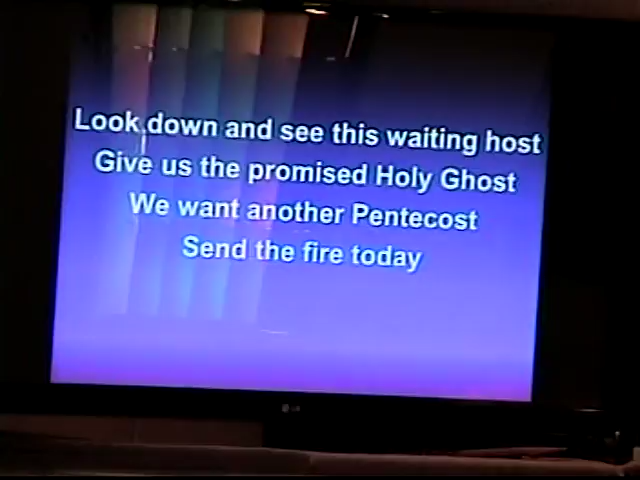 Look down and see this waiting host
Give us the promised Holy Ghost
We want another Pentecost
Send the fire today
LG